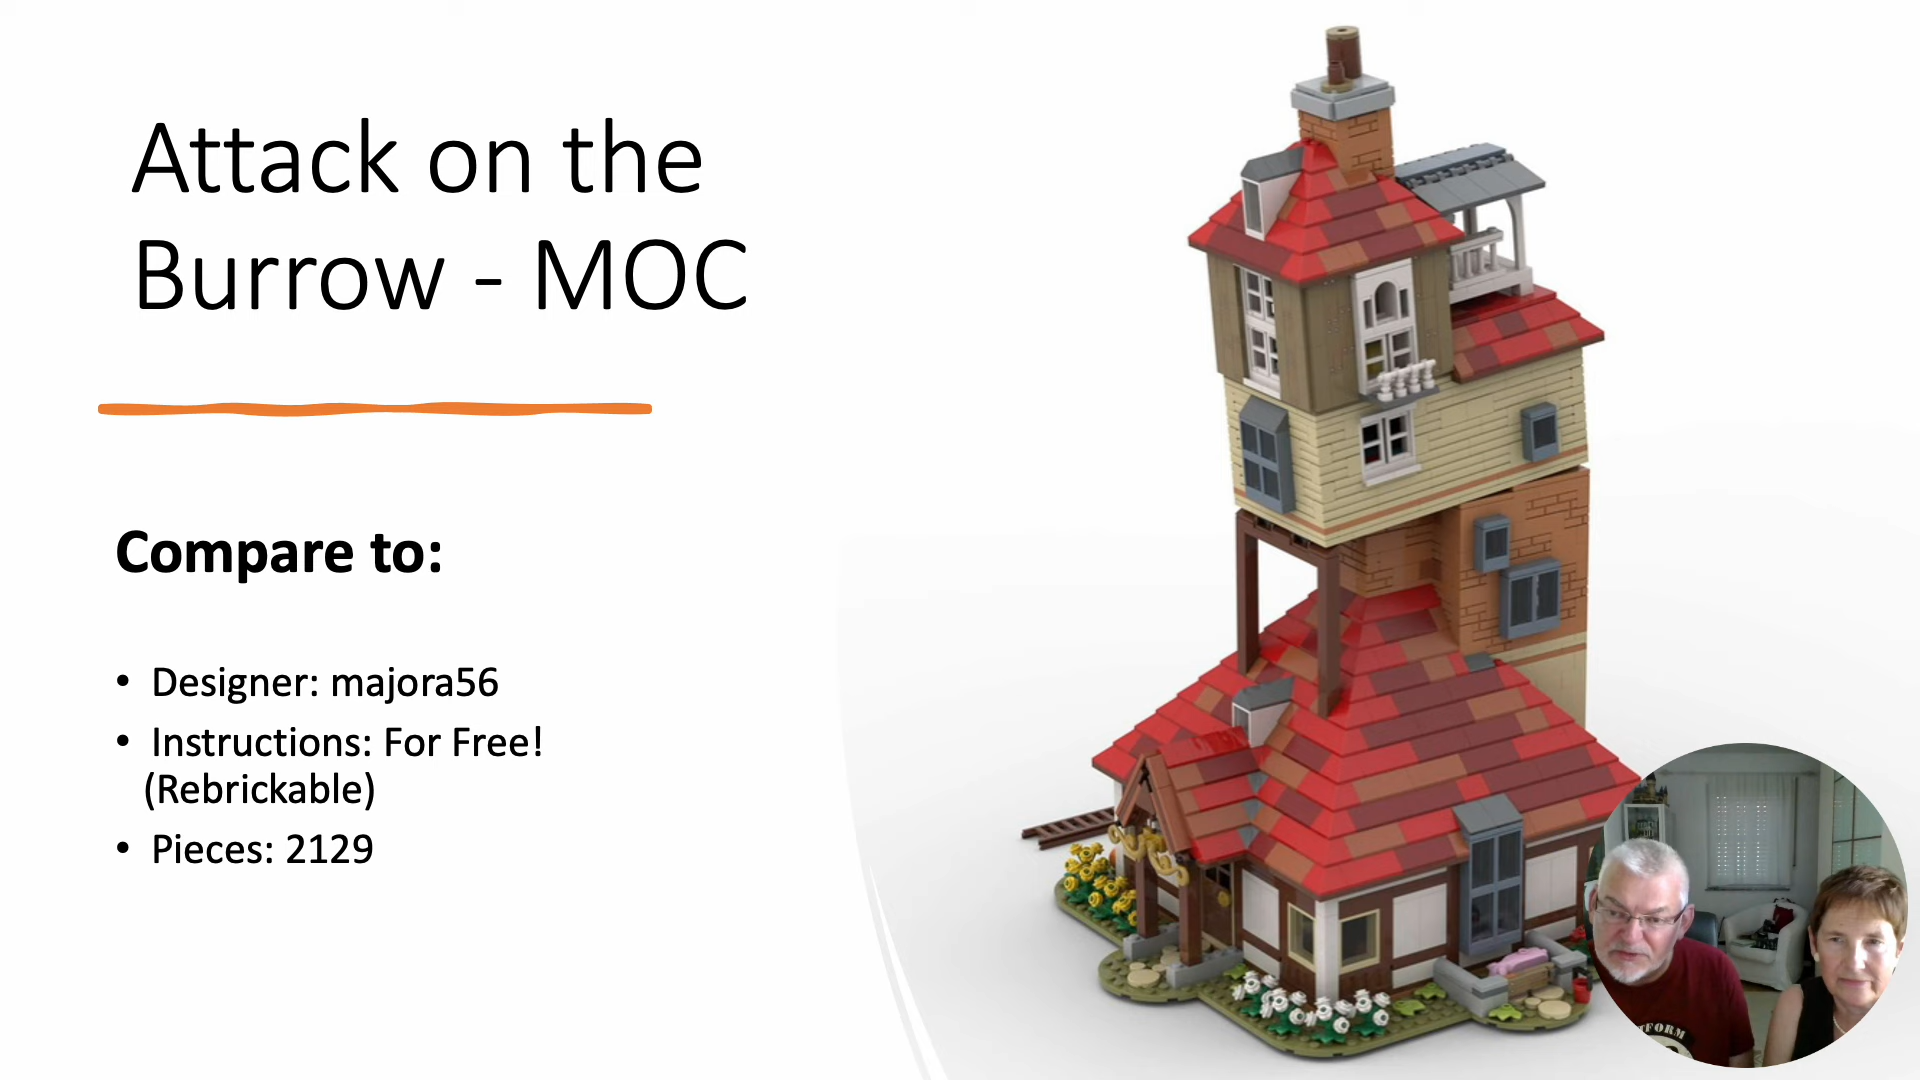 Attack on the
Burrow - MOC
Compare to:
• Designer: majora56
• Instructions: For Free!
(Rebrickable)
• Pieces: 2129